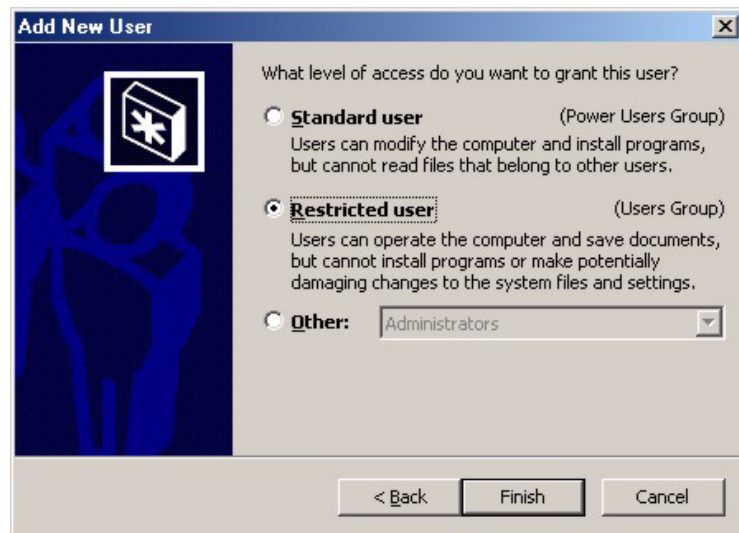 Add New User
What level of access do you want to grant this user?
Standard user (Power Users Group)
Users can modify the computer and install programs,
but cannot read files that belong to other users.
Restricted user (Users Group)
Users can operate the computer and save documents,
but cannot install programs or make potentially
damaging changes to the system files and settings.
Other: Administrators
< Back Finish Cancel